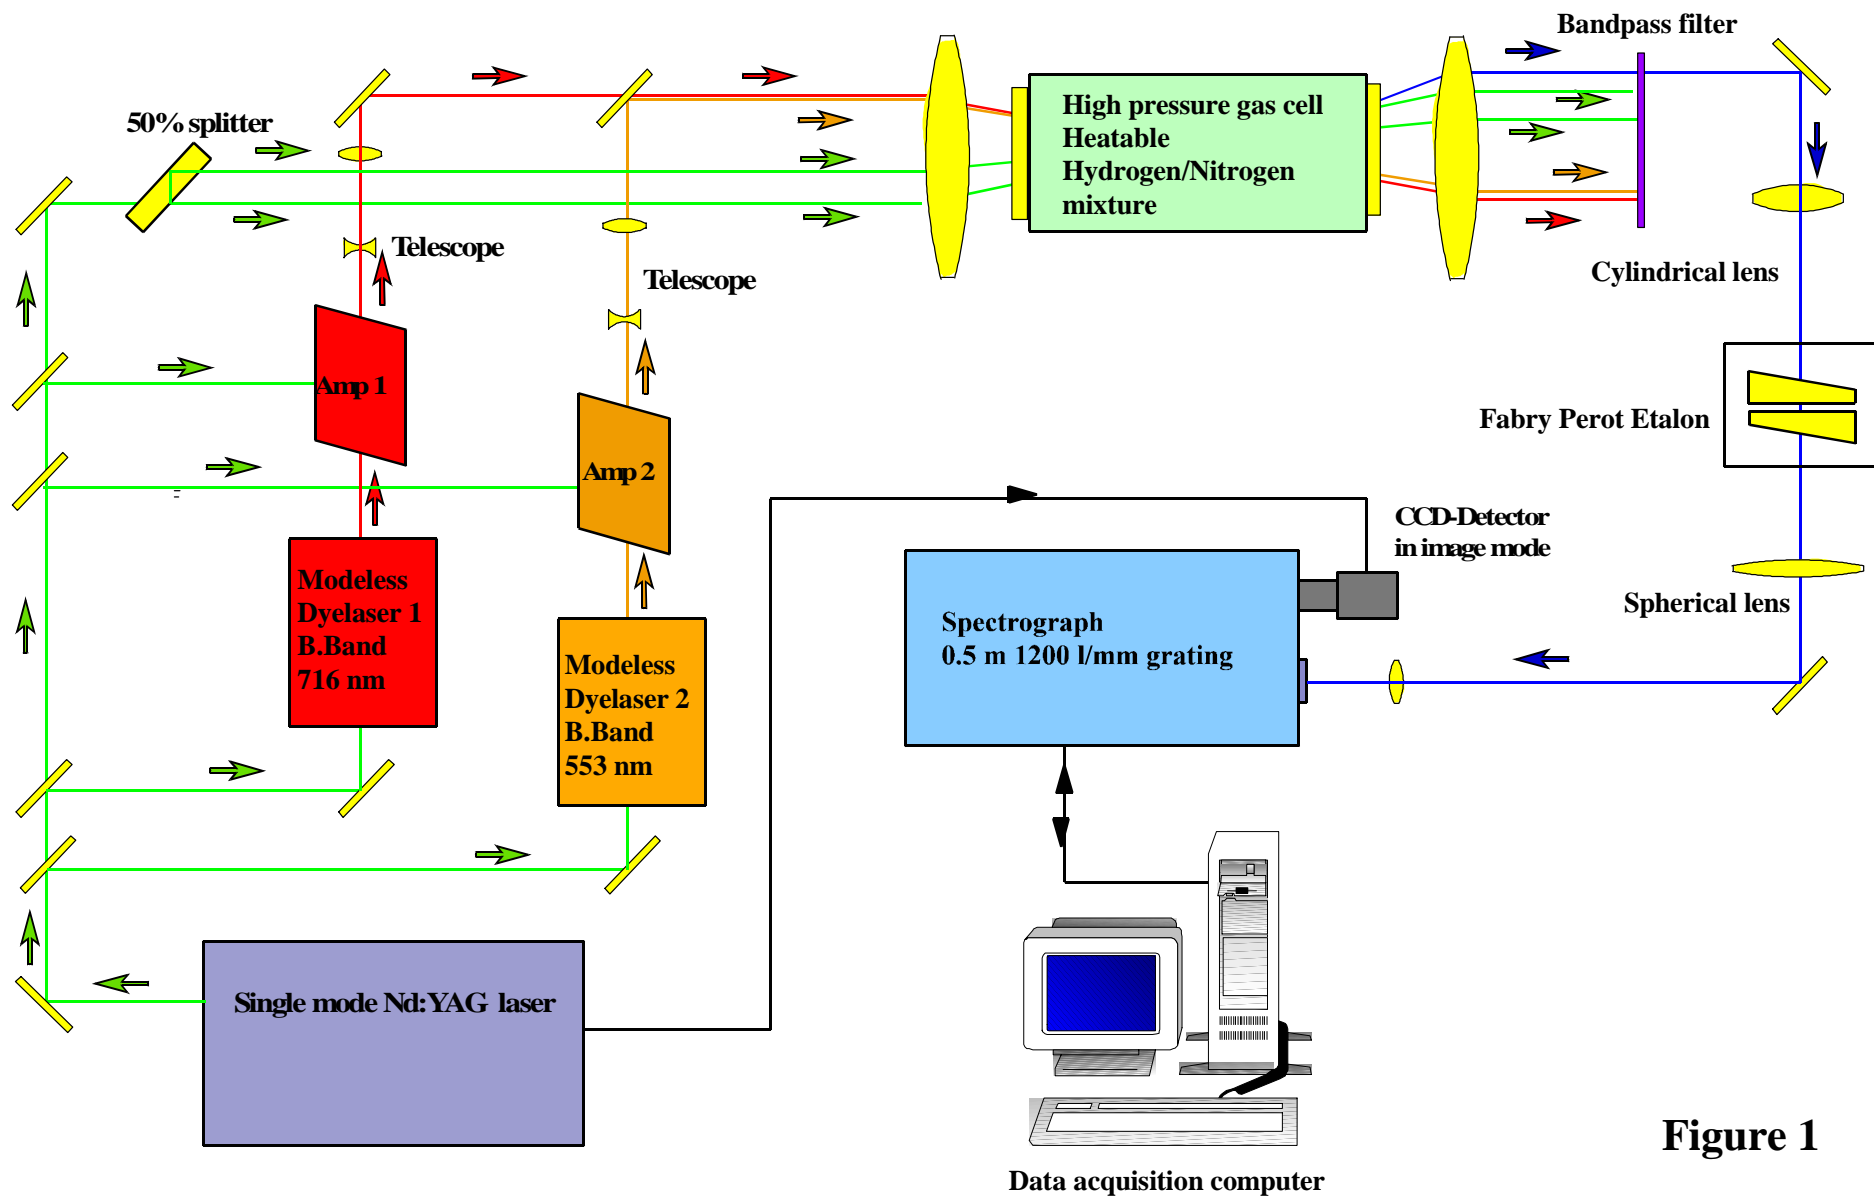 Bandpass filter
50% splitter
High pressure gas cell
Heatable
Hydrogen/Nitrogen
mixture
Telescope
Telescope
Cylindrical lens
Amp 1
Fabry Perot Etalon
Amp 2
CCD-Detector
in image mode
Modeless
Dyelaser 1
B.Band
716 nm
Spectrograph
0.5 m 1200 l/mm grating
Spherical lens
Modeless
Dyelaser 2
B.Band
553 nm
Single mode Nd:YAG laser
Figure 1
Data acquisition computer